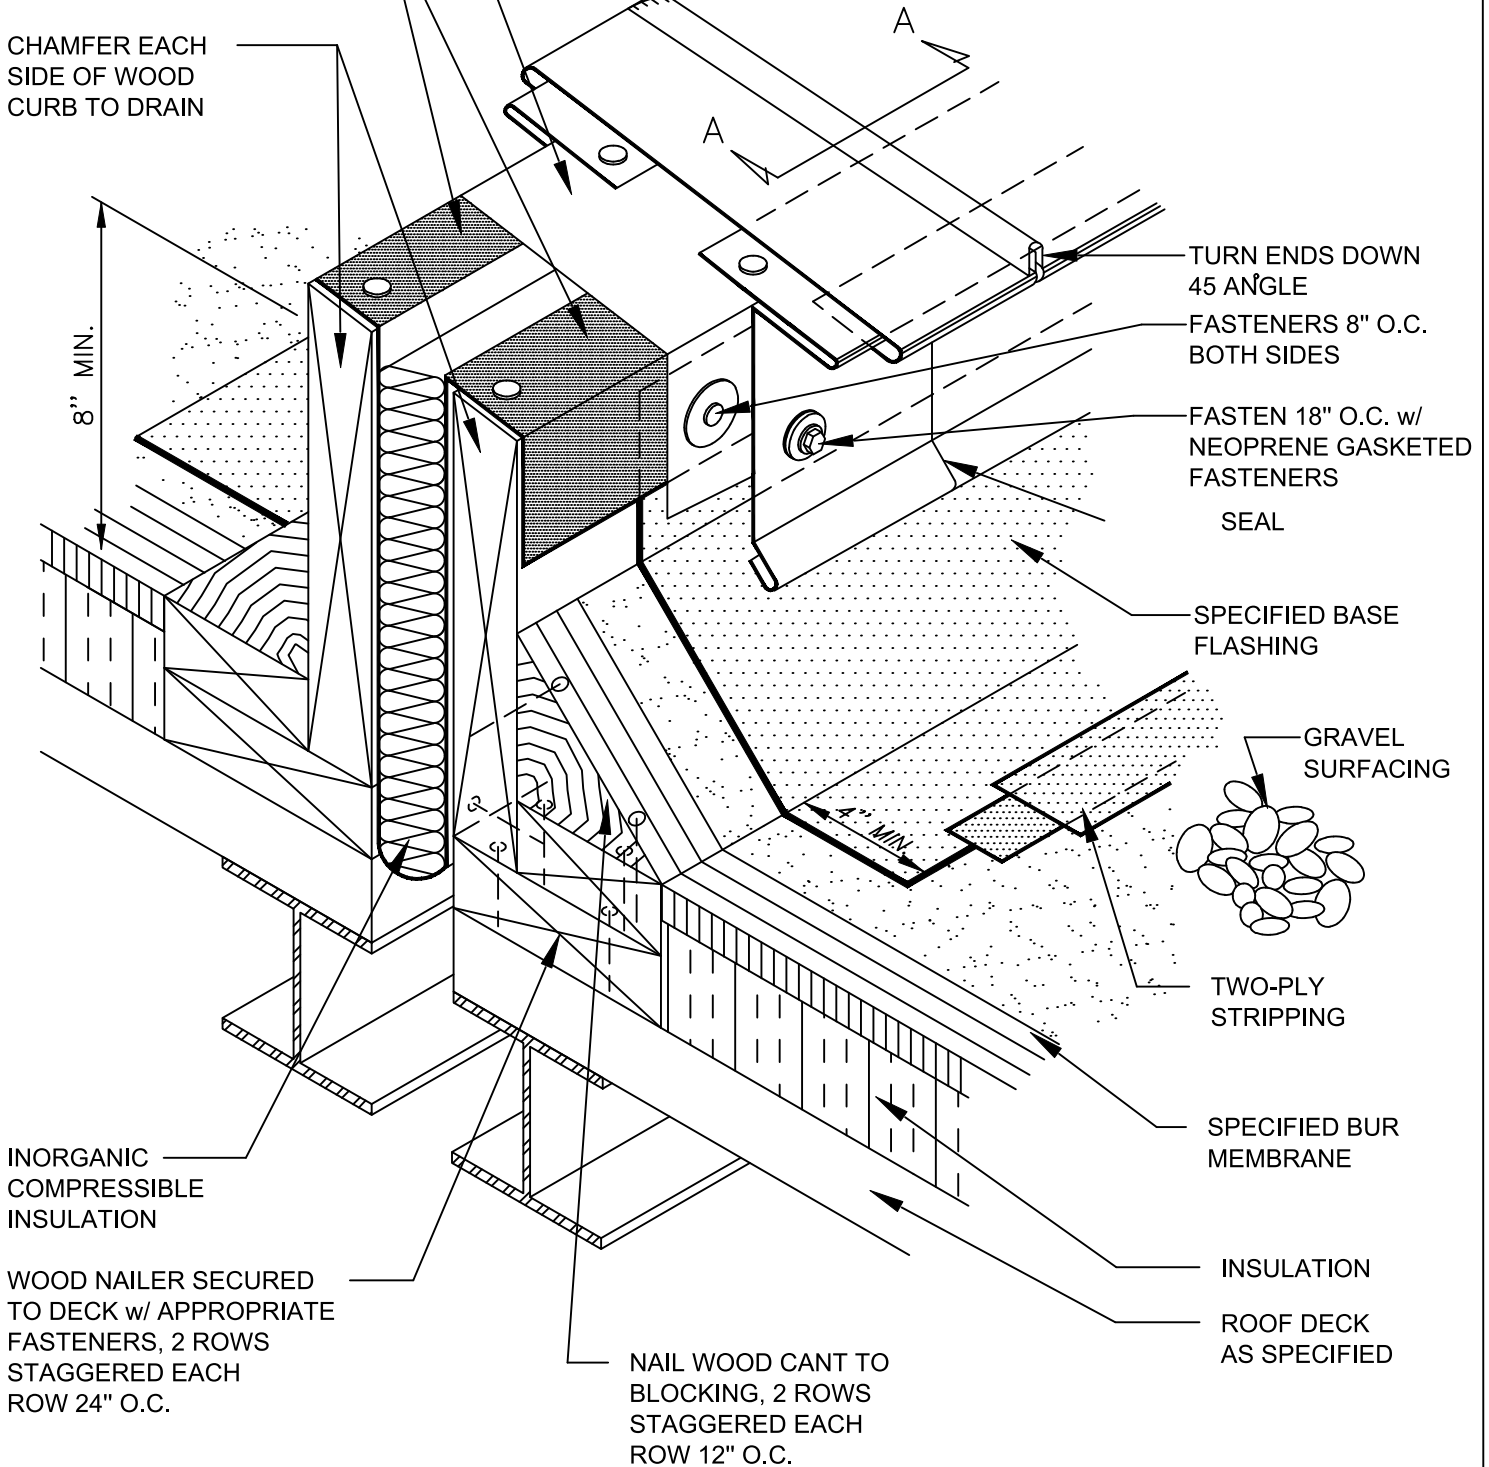 CHAMFER EACH
SIDE OF WOOD
CURB TO DRAIN
A
A
8" MIN.
TURN ENDS DOWN
45 ANGLE
FASTENERS 8" O.C.
BOTH SIDES
FASTEN 18" O.C. w/
NEOPRENE GASKETED
FASTENERS
SEAL
SPECIFIED BASE
FLASHING
GRAVEL
SURFACING
4" MIN.
TWO-PLY
STRIPPING
SPECIFIED BUR
MEMBRANE
INSULATION
ROOF DECK
AS SPECIFIED
INORGANIC
COMPRESSIBLE
INSULATION
WOOD NAILER SECURED
TO DECK w/ APPROPRIATE
FASTENERS, 2 ROWS
STAGGERED EACH
ROW 24" O.C.
NAIL WOOD CANT TO
BLOCKING, 2 ROWS
STAGGERED EACH
ROW 12" O.C.